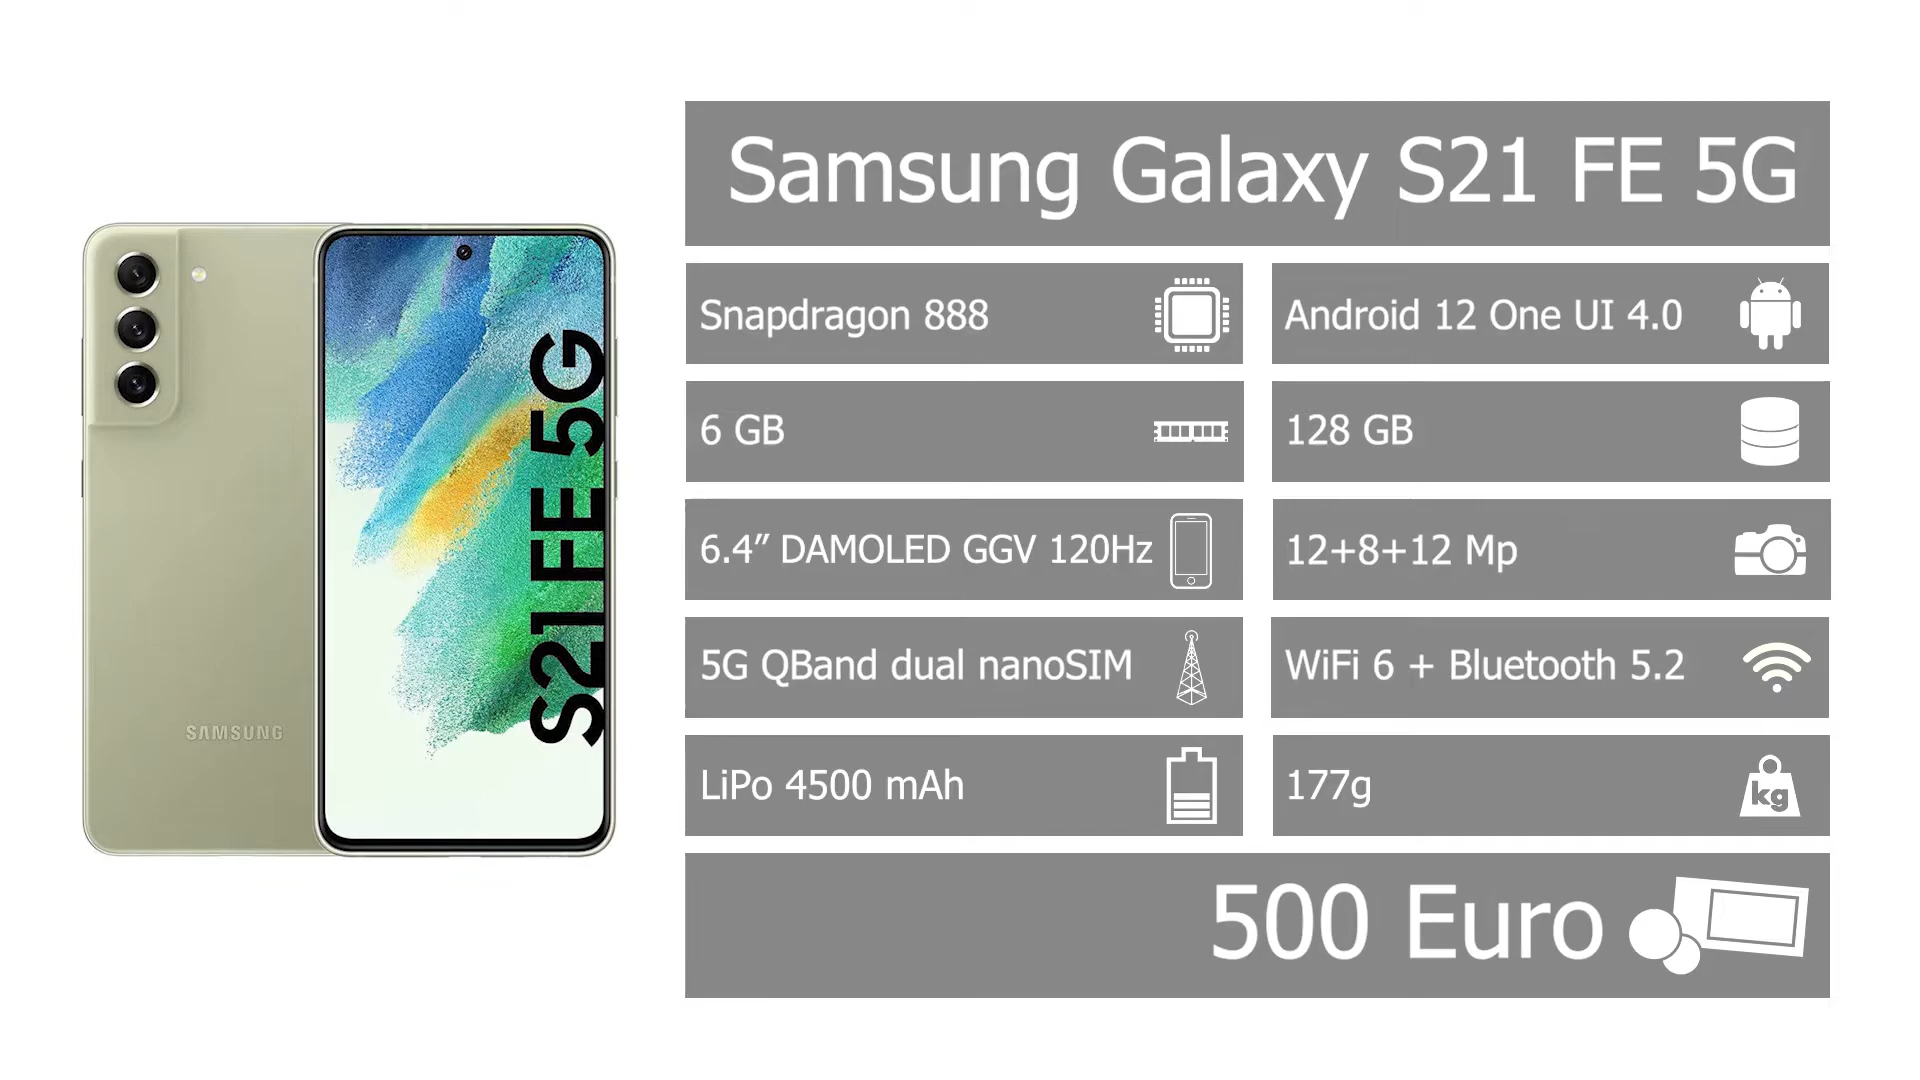 Samsung Galaxy S21 FE 5G
Snapdragon 888
Android 12 One UI 4.0
6 GB
128 GB
6.4” DAMOLED GGV 120Hz
12+8+12 Mp
5G QBand dual nanoSIM
WiFi 6 + Bluetooth 5.2
LiPo 4500 mAh
177g
kg
500 Euro
S21 FE 5G
SAMSUNG